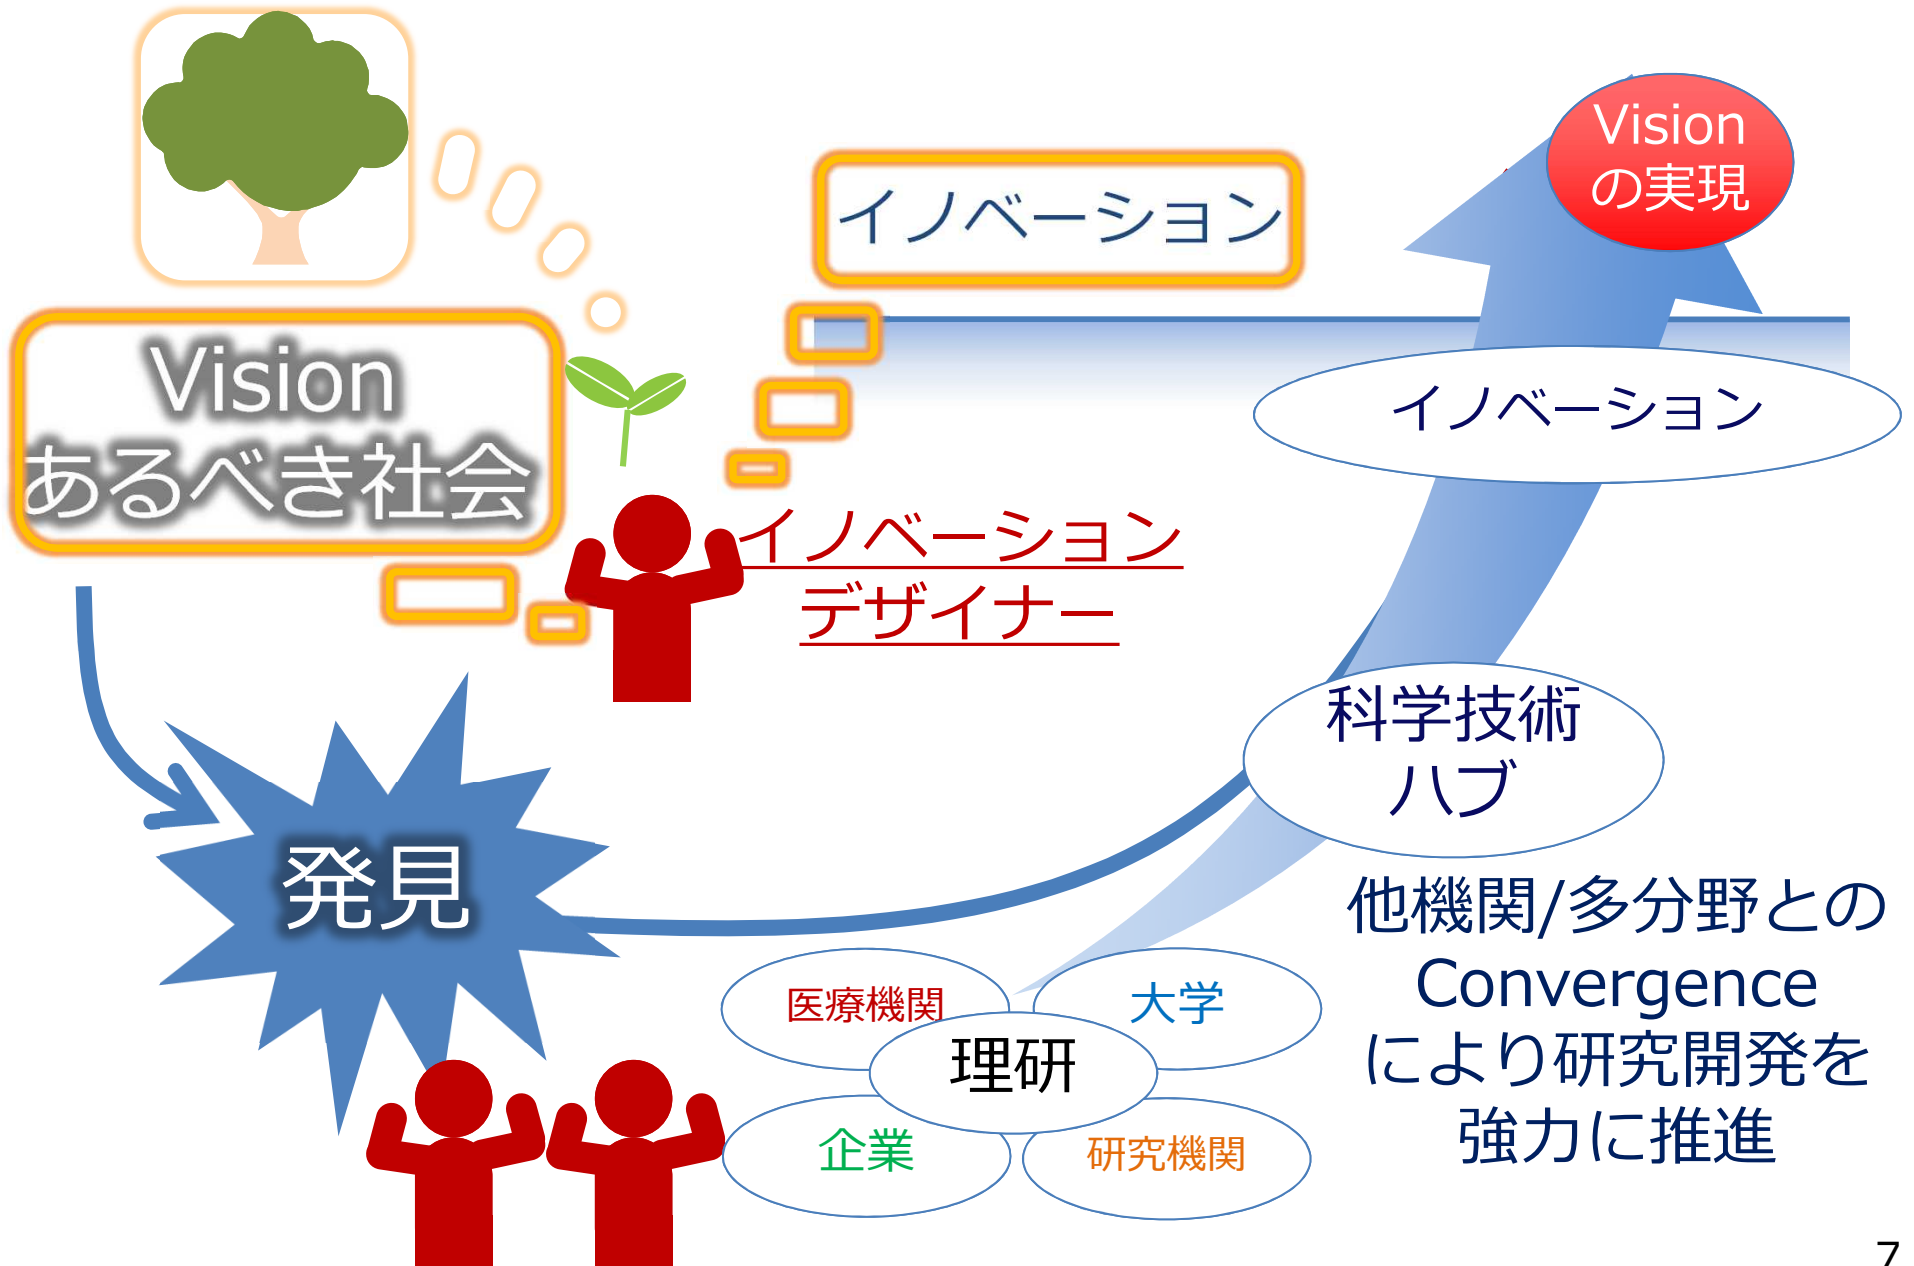 Vision
あるべき社会
イノベーション
Vision
の実現
イノベーション
イノベーション
デザイナー
科学技術
ハブ
発見
他機関/多分野との
Convergence
により研究開発を
強力に推進
医療機関
大学
理研
企業
研究機関
7